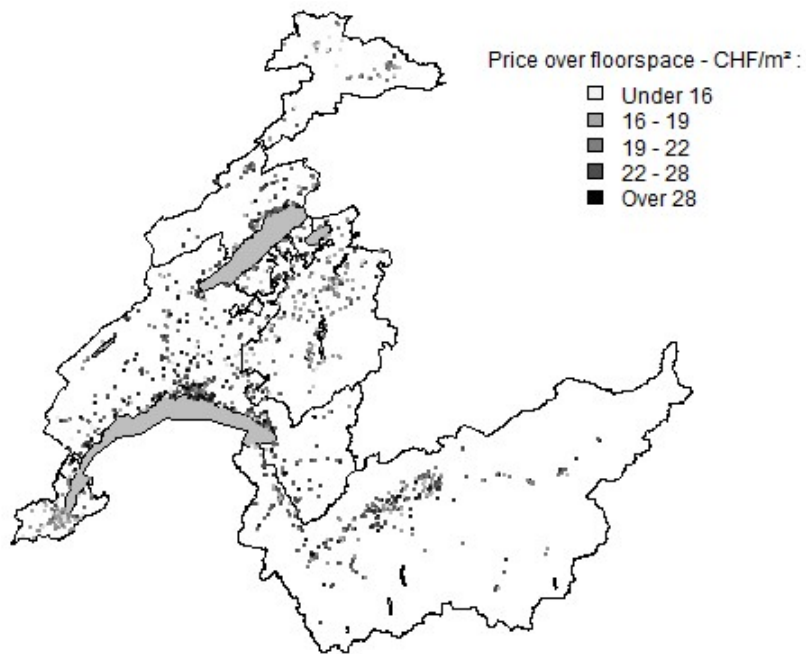 Price over floorspace - CHF/m² :
Under 16
16 - 19
19 - 22
22 - 28
Over 28